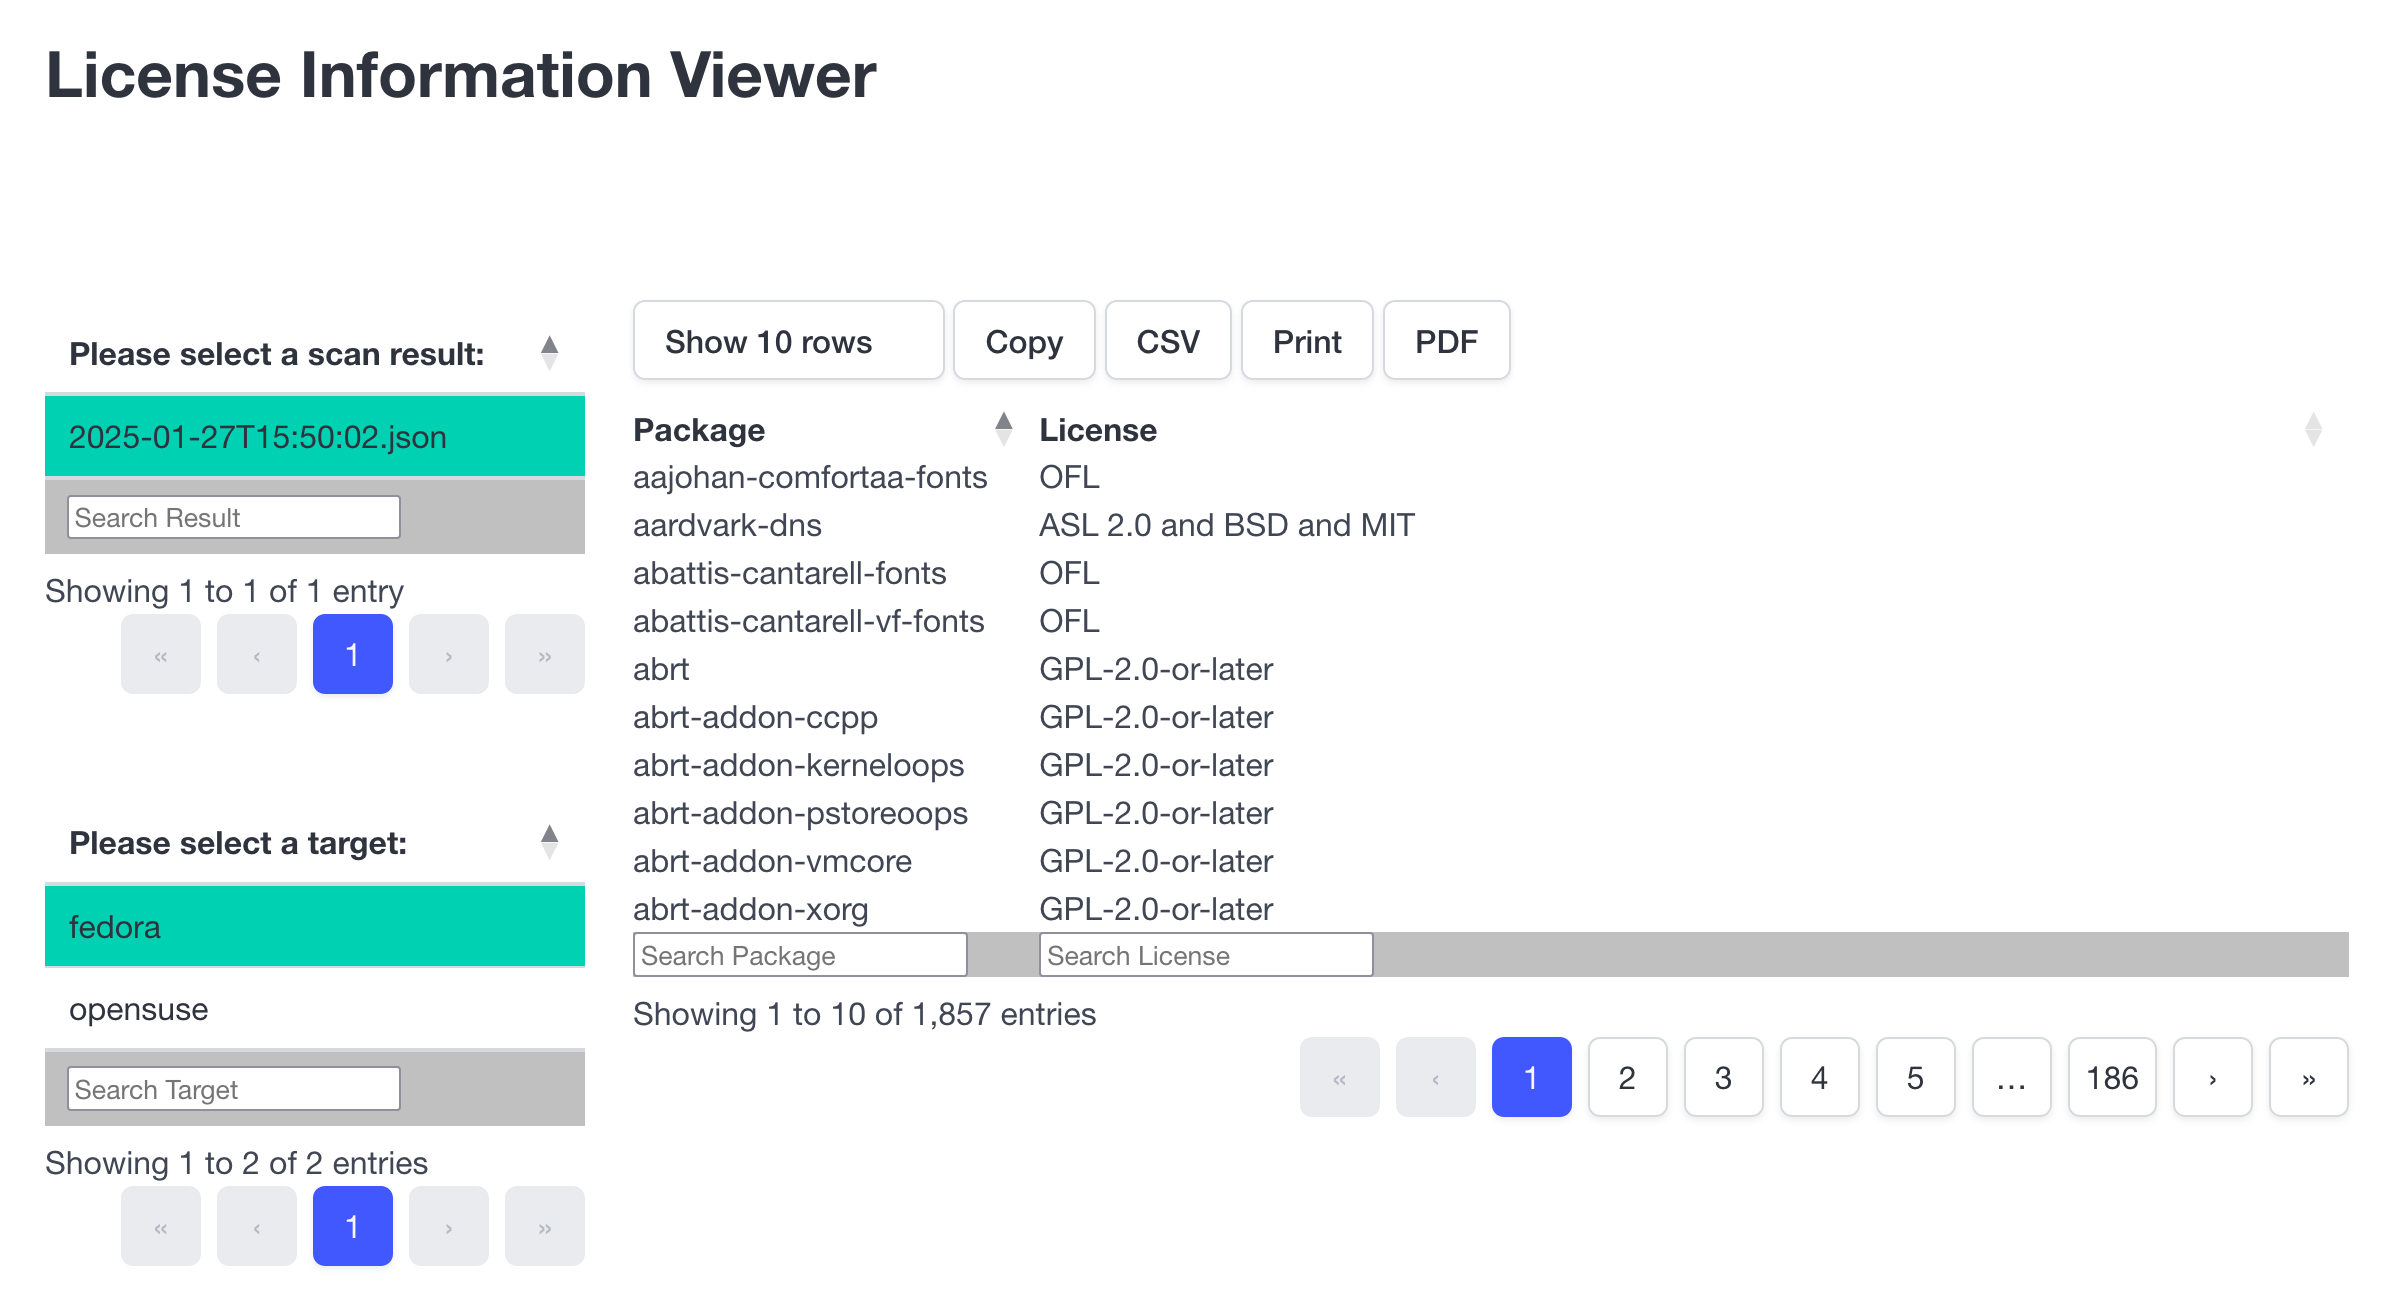 License Information Viewer
Please select a scan result:
2025-01-27T15:50:02.json
Search Result
Showing 1 to 1 of 1 entry
« ‹ 1 › »
Please select a target:
fedora
opensuse
Search Target
Showing 1 to 2 of 2 entries
« ‹ 1 › »
Show 10 rows Copy CSV Print PDF
Package License
aajohan-comfortaa-fonts OFL
aardvark-dns ASL 2.0 and BSD and MIT
abattis-cantarell-fonts OFL
abattis-cantarell-vf-fonts OFL
abrt GPL-2.0-or-later
abrt-addon-ccpp GPL-2.0-or-later
abrt-addon-kerneloops GPL-2.0-or-later
abrt-addon-pstoreoops GPL-2.0-or-later
abrt-addon-vmcore GPL-2.0-or-later
abrt-addon-xorg GPL-2.0-or-later
Search Package Search License
Showing 1 to 10 of 1,857 entries
« ‹ 1 2 3 4 5 … 186 › »